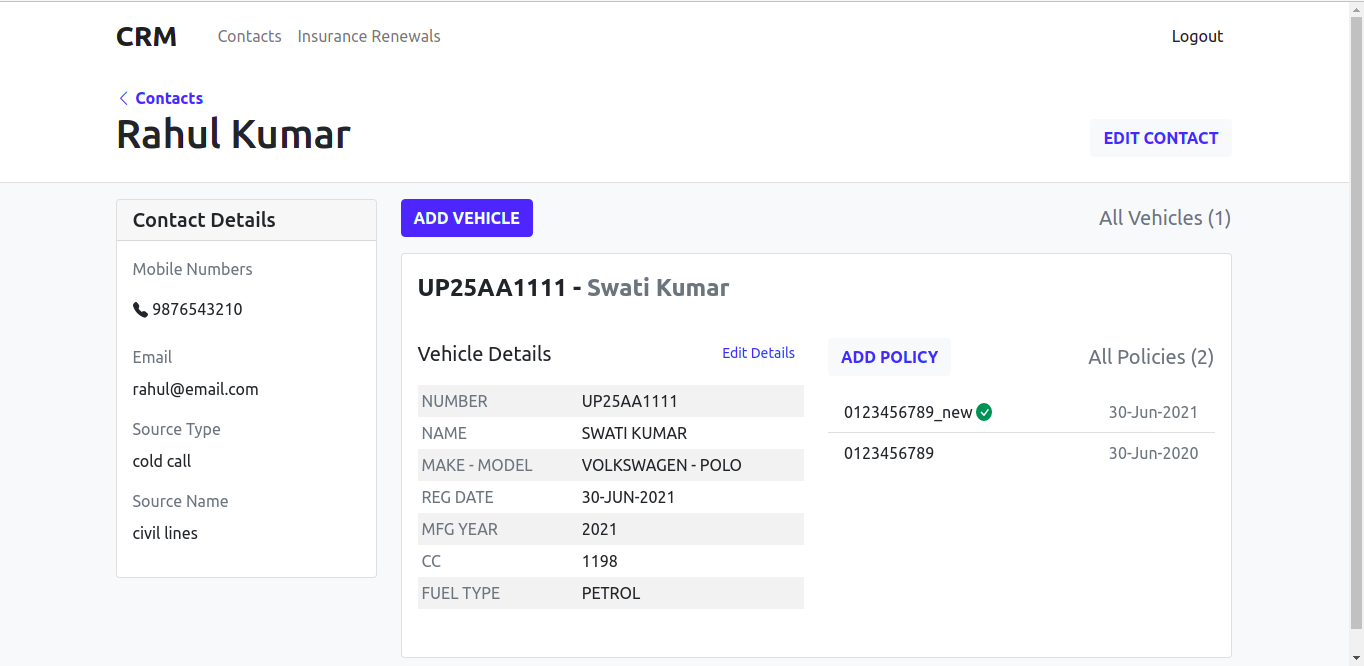 CRM Contacts Insurance Renewals Logout
Contacts
Rahul Kumar
EDIT CONTACT
Contact Details
Mobile Numbers
9876543210
Email
rahul@email.com
Source Type
cold call
Source Name
civil lines
ADD VEHICLE
All Vehicles (1)
UP25AA1111 - Swati Kumar
Vehicle Details Edit Details
NUMBER UP25AA1111
NAME SWATI KUMAR
MAKE - MODEL VOLKSWAGEN - POLO
REG DATE 30-JUN-2021
MFG YEAR 2021
CC 1198
FUEL TYPE PETROL
ADD POLICY All Policies (2)
0123456789_new 30-Jun-2021
0123456789 30-Jun-2020